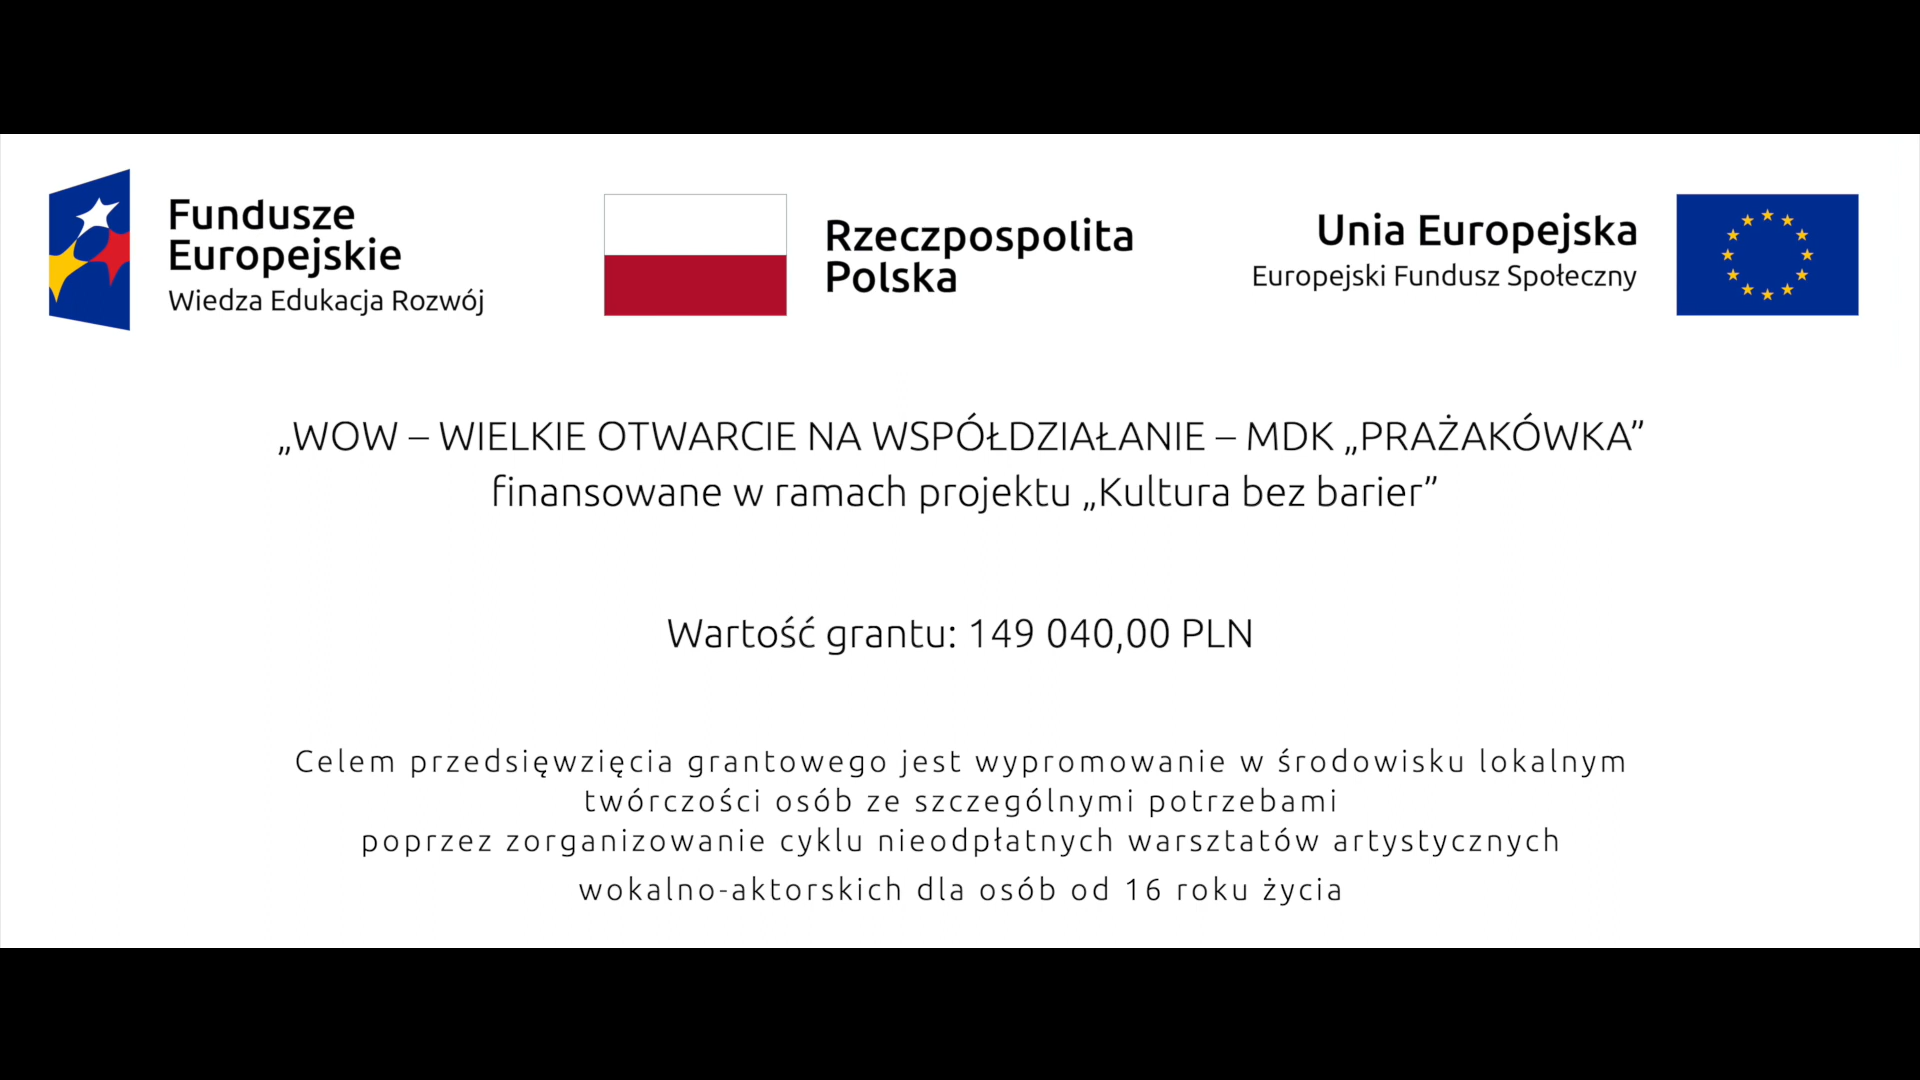 Fundusze
Europejskie
Wiedza Edukacja Rozwój
Rzeczpospolita
Polska
Unia Europejska
Europejski Fundusz Społeczny
„WOW – WIELKIE OTWARCIE NA WSPÓŁDZIAŁANIE – MDK „PRAŻAKÓWKA”
finansowane w ramach projektu „Kultura bez barier”
Wartość grantu: 149 040,00 PLN
Celem przedsięwzięcia grantowego jest wypromowanie w środowisku lokalnym
twórczości osób ze szczególnymi potrzebami
poprzez zorganizowanie cyklu nieodpłatnych warsztatów artystycznych
wokalno-aktorskich dla osób od 16 roku życia